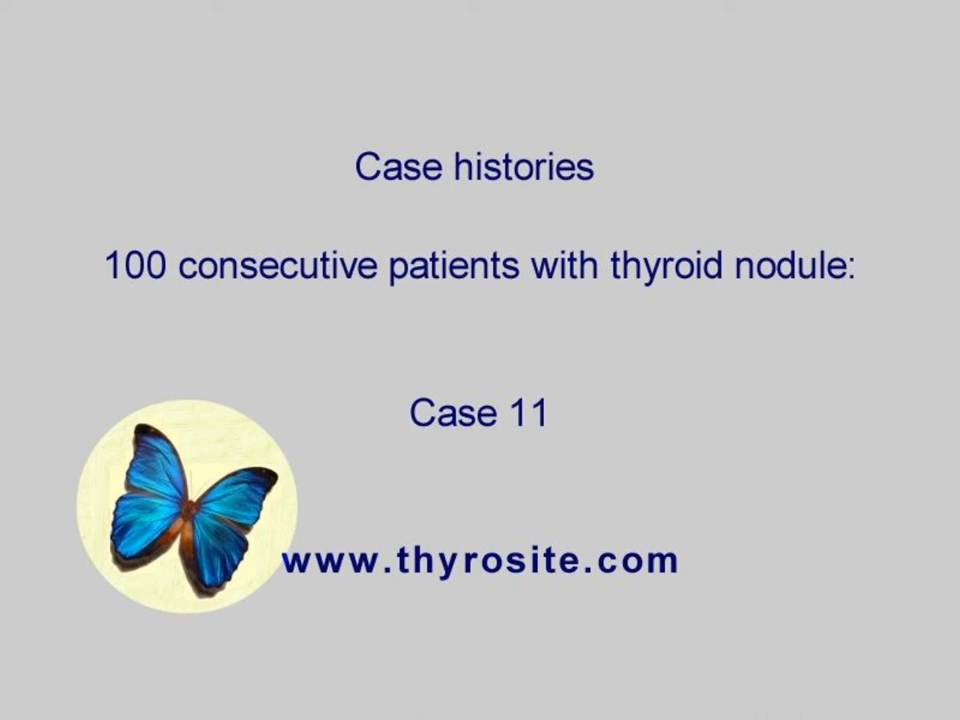 Case histories
100 consecutive patients with thyroid nodule:
Case 11
www.thyrosite.com